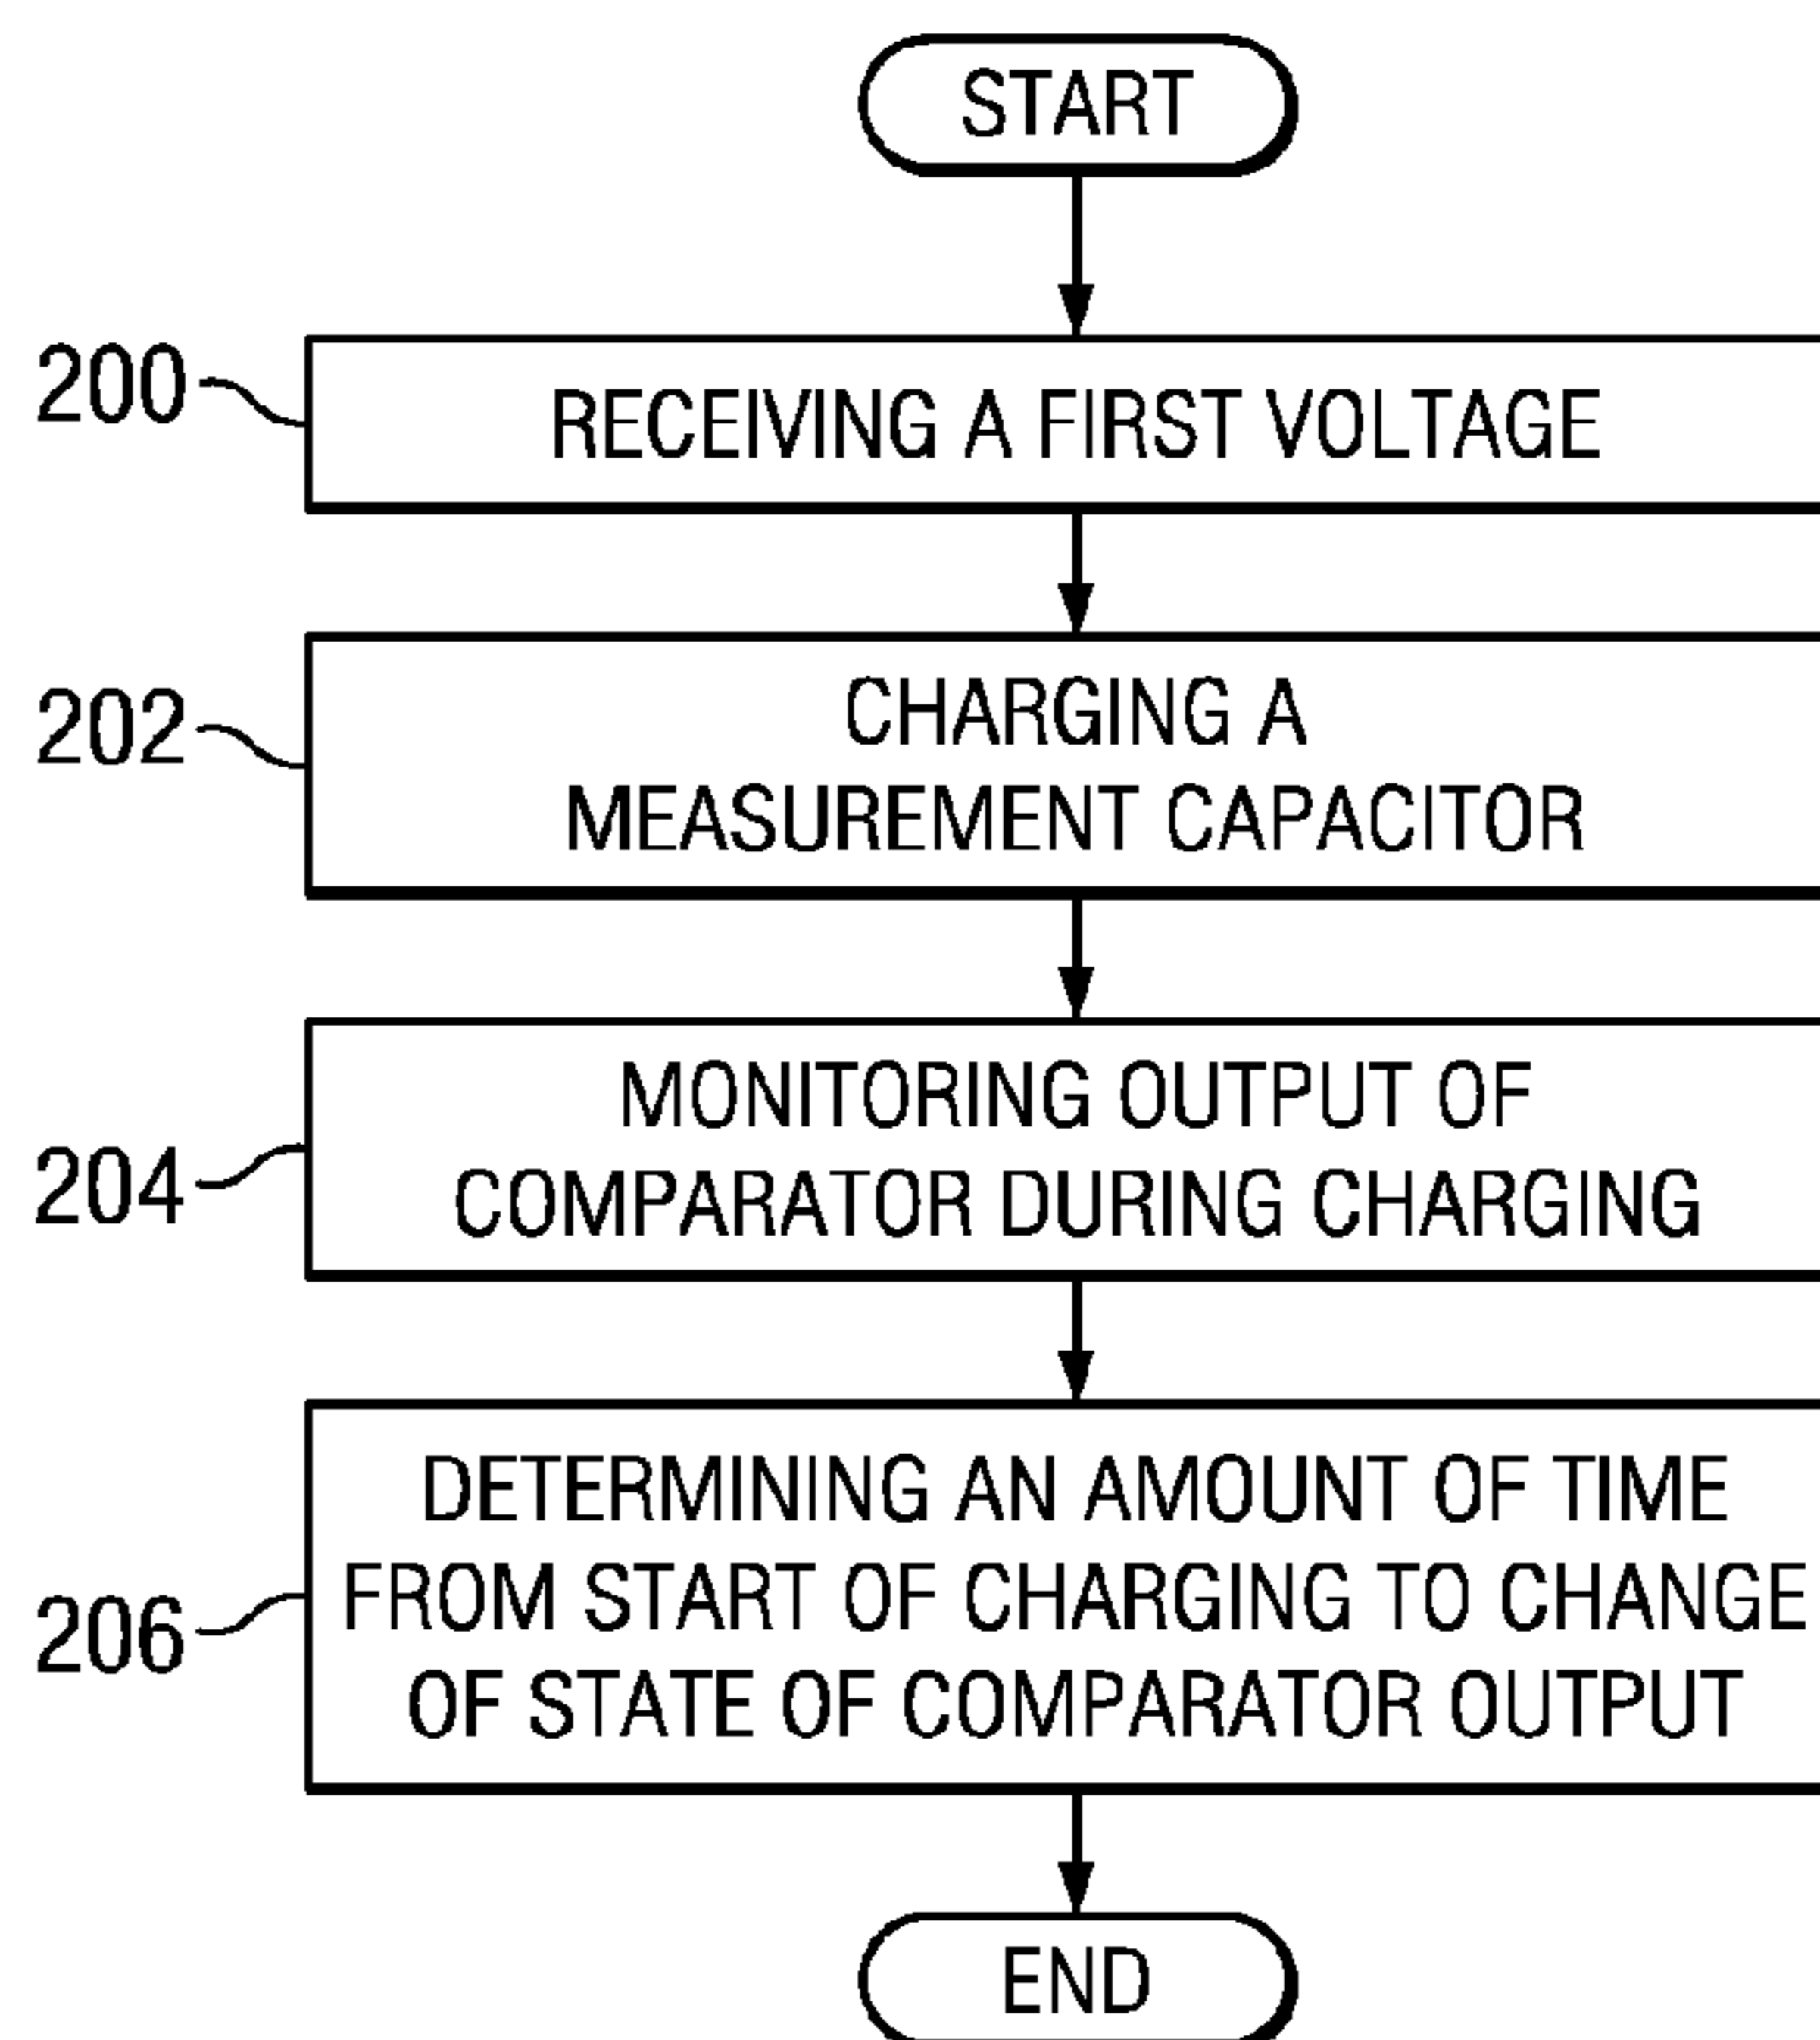 START
200
RECEIVING A FIRST VOLTAGE
202
CHARGING A
MEASUREMENT CAPACITOR
204
MONITORING OUTPUT OF
COMPARATOR DURING CHARGING
206
DETERMINING AN AMOUNT OF TIME
FROM START OF CHARGING TO CHANGE
OF STATE OF COMPARATOR OUTPUT
END